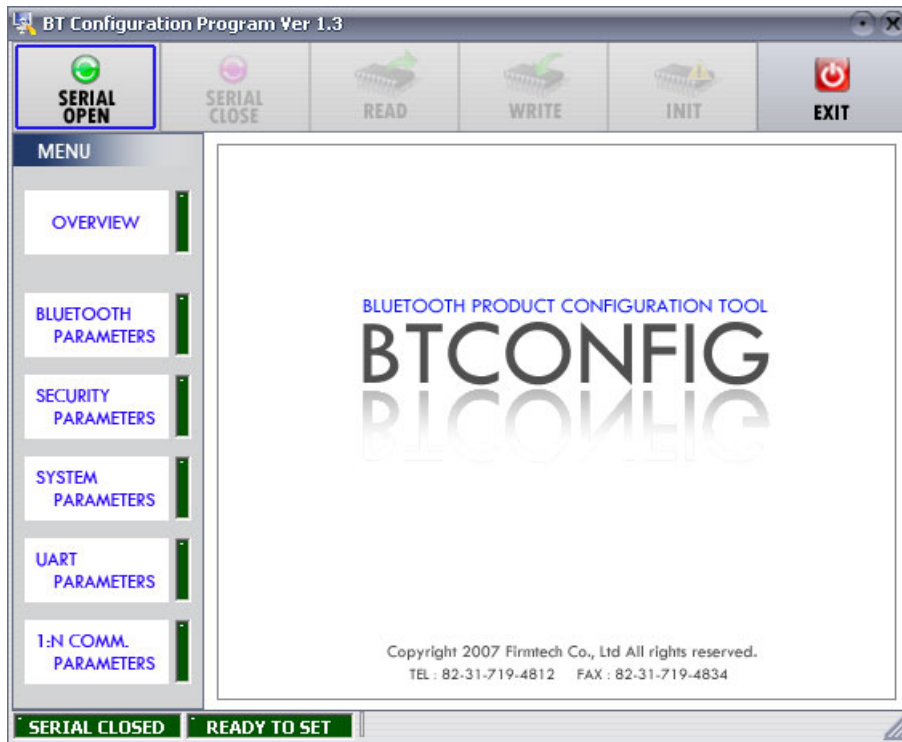 BT Configuration Program Ver 1.3
SERIAL
OPEN
SERIAL
CLOSE
READ
WRITE
INIT
EXIT
MENU
OVERVIEW
BLUETOOTH
PARAMETERS
SECURITY
PARAMETERS
SYSTEM
PARAMETERS
UART
PARAMETERS
1:N COMM.
PARAMETERS
BLUETOOTH PRODUCT CONFIGURATION TOOL
BTCONFIG
Copyright 2007 Firmtech Co., Ltd All rights reserved.
TEL : 82-31-719-4812 FAX : 82-31-719-4834
SERIAL CLOSED
READY TO SET